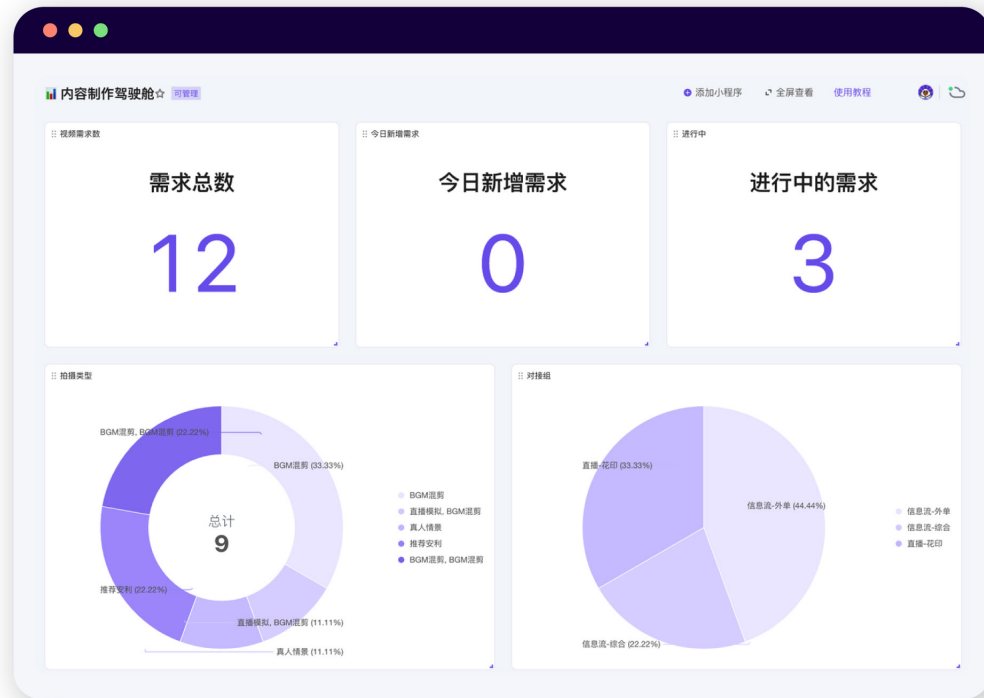 内容制作驾驶舱 可管理
添加小程序 全屏查看 使用教程
视频需求数
需求总数
12
今日新增需求
今日新增需求
0
进行中
进行中的需求
3
拍摄类型
BGM混剪, BGM混剪 (22.22%)
BGM混剪 (33.33%)
总计
9
推荐安利 (22.22%)
直播模拟, BGM混剪 (11.11%)
真人情景 (11.11%)
BGM混剪
直播模拟, BGM混剪
真人情景
推荐安利
BGM混剪, BGM混剪
对接组
直播-花印 (33.33%)
信息流-外单 (44.44%)
信息流-综合 (22.22%)
信息流-外单
信息流-综合
直播-花印